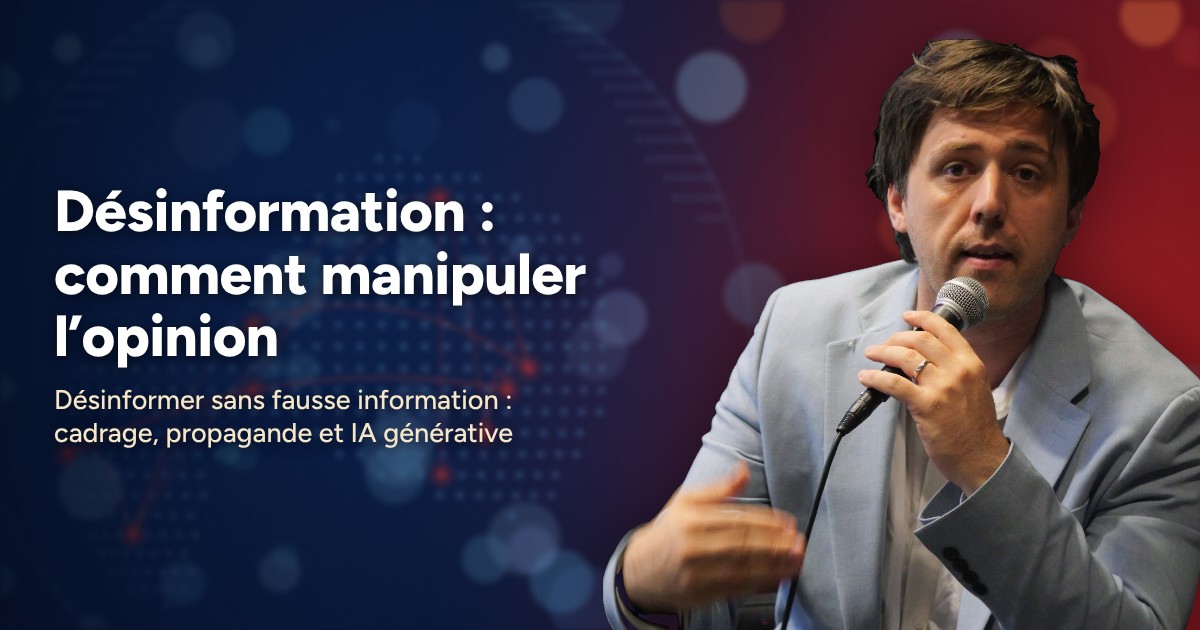 Désinformation :
comment manipuler
l’opinion
Désinformer sans fausse information :
cadrage, propagande et IA générative